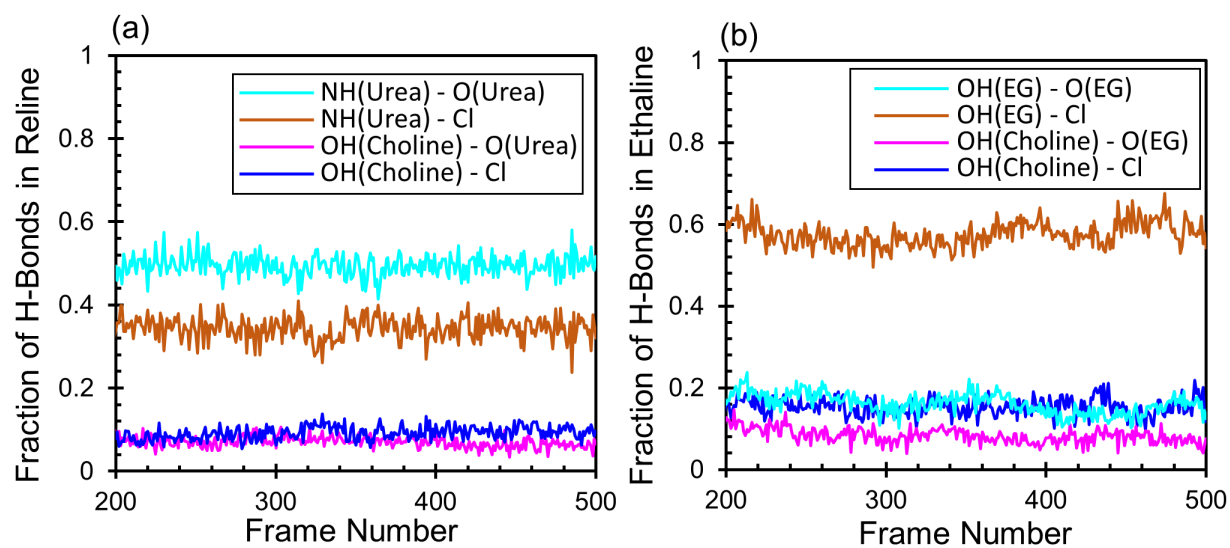 (a)
Fraction of H-Bonds in Reline
1
0.8
0.6
0.4
0.2
0
NH(Urea) - O(Urea)
NH(Urea) - Cl
OH(Choline) - O(Urea)
OH(Choline) - Cl
200 300 400 500
Frame Number
(b)
Fraction of H-Bonds in Ethaline
1
0.8
0.6
0.4
0.2
0
OH(EG) - O(EG)
OH(EG) - Cl
OH(Choline) - O(EG)
OH(Choline) - Cl
200 300 400 500
Frame Number